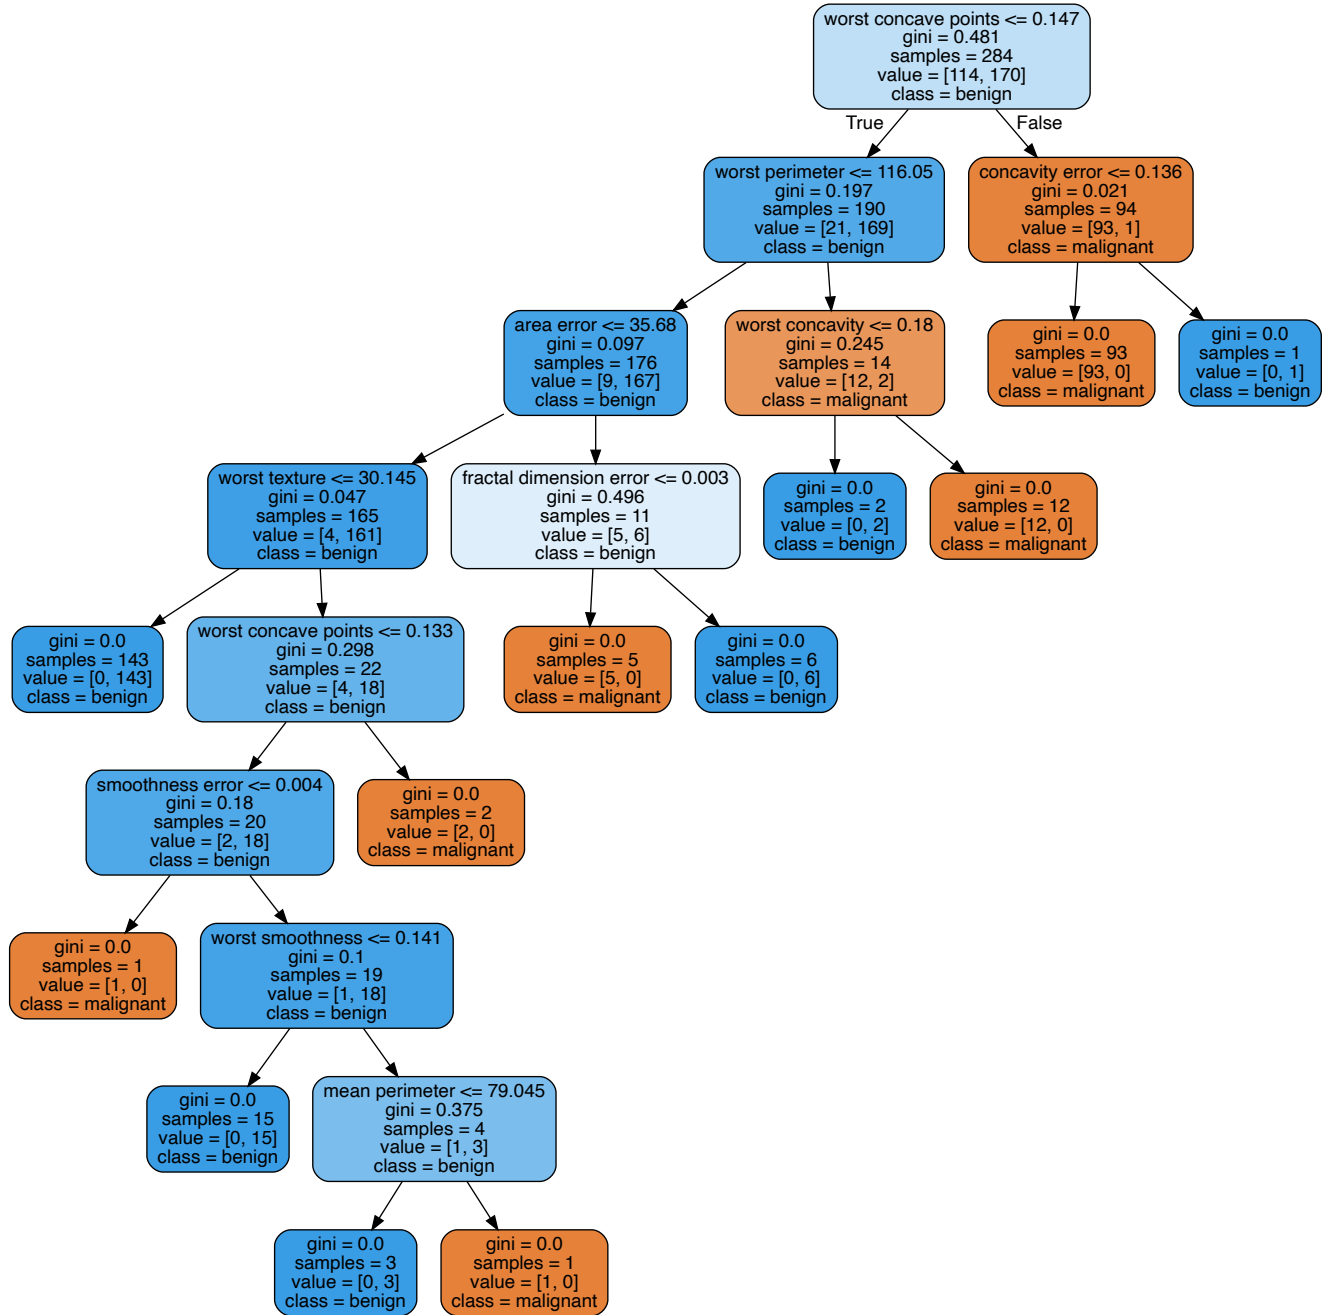 worst concave points <= 0.147
gini = 0.481
samples = 284
value = [114, 170]
class = benign
True
False
worst perimeter <= 116.05
gini = 0.197
samples = 190
value = [21, 169]
class = benign
concavity error <= 0.136
gini = 0.021
samples = 94
value = [93, 1]
class = malignant
area error <= 35.68
gini = 0.097
samples = 176
value = [9, 167]
class = benign
worst concavity <= 0.18
gini = 0.245
samples = 14
value = [12, 2]
class = malignant
gini = 0.0
samples = 93
value = [93, 0]
class = malignant
gini = 0.0
samples = 1
value = [0, 1]
class = benign
worst texture <= 30.145
gini = 0.047
samples = 165
value = [4, 161]
class = benign
fractal dimension error <= 0.003
gini = 0.496
samples = 11
value = [5, 6]
class = benign
gini = 0.0
samples = 2
value = [0, 2]
class = benign
gini = 0.0
samples = 12
value = [12, 0]
class = malignant
gini = 0.0
samples = 143
value = [0, 143]
class = benign
worst concave points <= 0.133
gini = 0.298
samples = 22
value = [4, 18]
class = benign
gini = 0.0
samples = 5
value = [5, 0]
class = malignant
gini = 0.0
samples = 6
value = [0, 6]
class = benign
smoothness error <= 0.004
gini = 0.18
samples = 20
value = [2, 18]
class = benign
gini = 0.0
samples = 2
value = [2, 0]
class = malignant
gini = 0.0
samples = 1
value = [1, 0]
class = malignant
worst smoothness <= 0.141
gini = 0.1
samples = 19
value = [1, 18]
class = benign
gini = 0.0
samples = 15
value = [0, 15]
class = benign
mean perimeter <= 79.045
gini = 0.375
samples = 4
value = [1, 3]
class = benign
gini = 0.0
samples = 3
value = [0, 3]
class = benign
gini = 0.0
samples = 1
value = [1, 0]
class = malignant